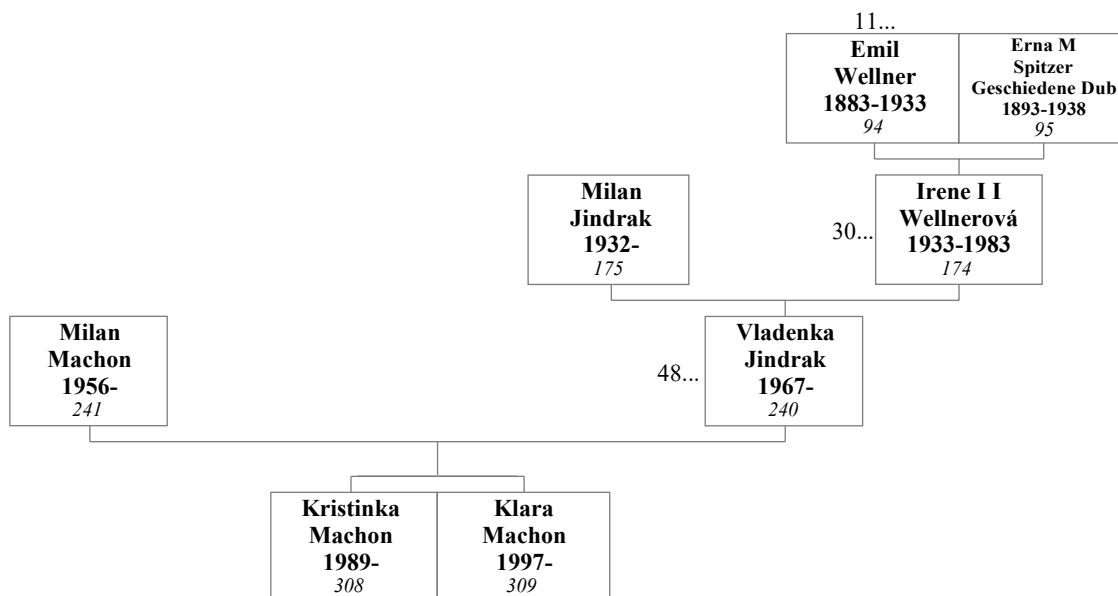 11...
Emil
Wellner
1883-1933
94
Erna M
Spitzer
Geschiedene Dub
1893-1938
95
Milan
Jindrak
1932-
175
30...
Irene I I
Wellnerová
1933-1983
174
Milan
Machon
1956-
241
48...
Vladenka
Jindrak
1967-
240
Kristinka
Machon
1989-
308
Klara
Machon
1997-
309